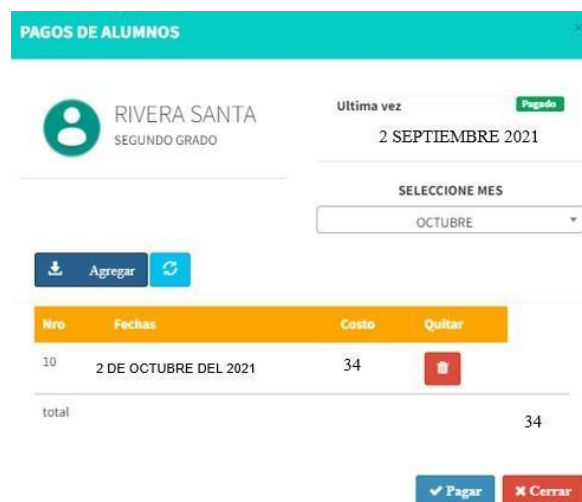 PAGOS DE ALUMNOS
×
RIVERA SANTA
SEGUNDO GRADO
Ultima vez
Pagado
2 SEPTIEMBRE 2021
SELECCIONE MES
OCTUBRE
Agregar
Nro Fechas Costo Quitar
10 2 DE OCTUBRE DEL 2021 34
total 34
Pagar
Cerrar